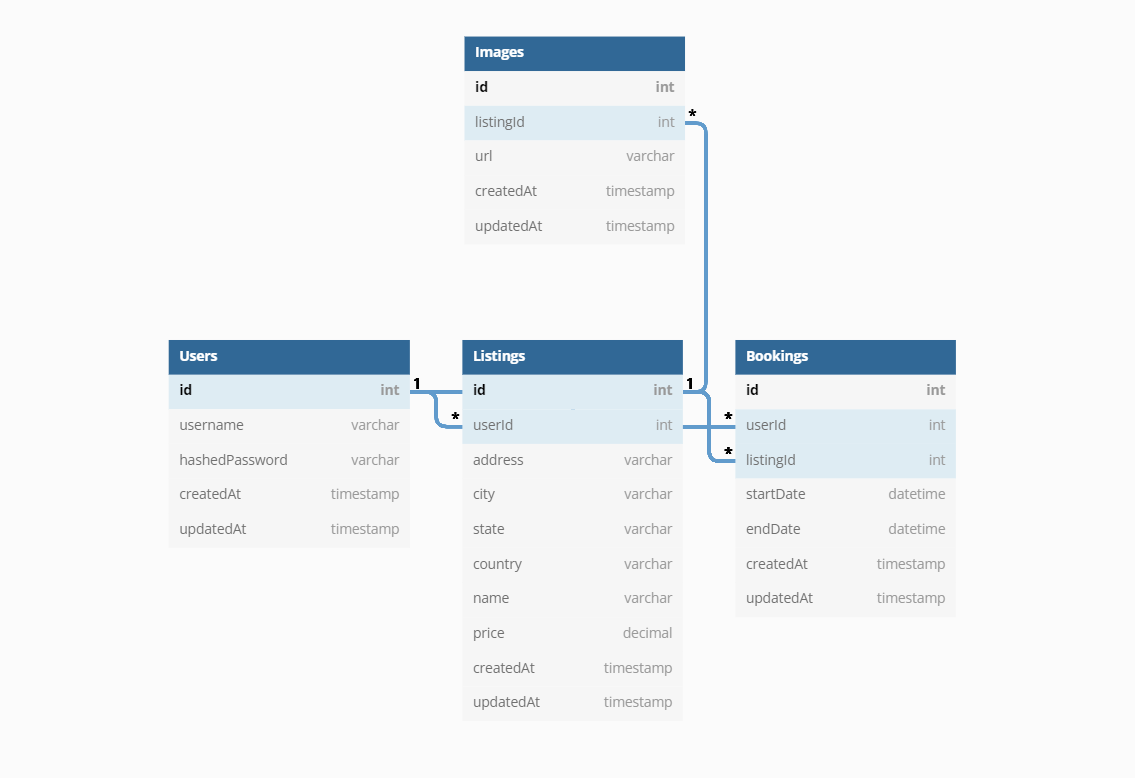 Images
id int
listingId int *
url varchar
createdAt timestamp
updatedAt timestamp
Users
id int 1
username varchar
hashedPassword varchar
createdAt timestamp
updatedAt timestamp
Listings
id int 1
* userId int
address varchar
city varchar
state varchar
country varchar
name varchar
price decimal
createdAt timestamp
updatedAt timestamp
Bookings
id int
* userId int
* listingId int
startDate datetime
endDate datetime
createdAt timestamp
updatedAt timestamp